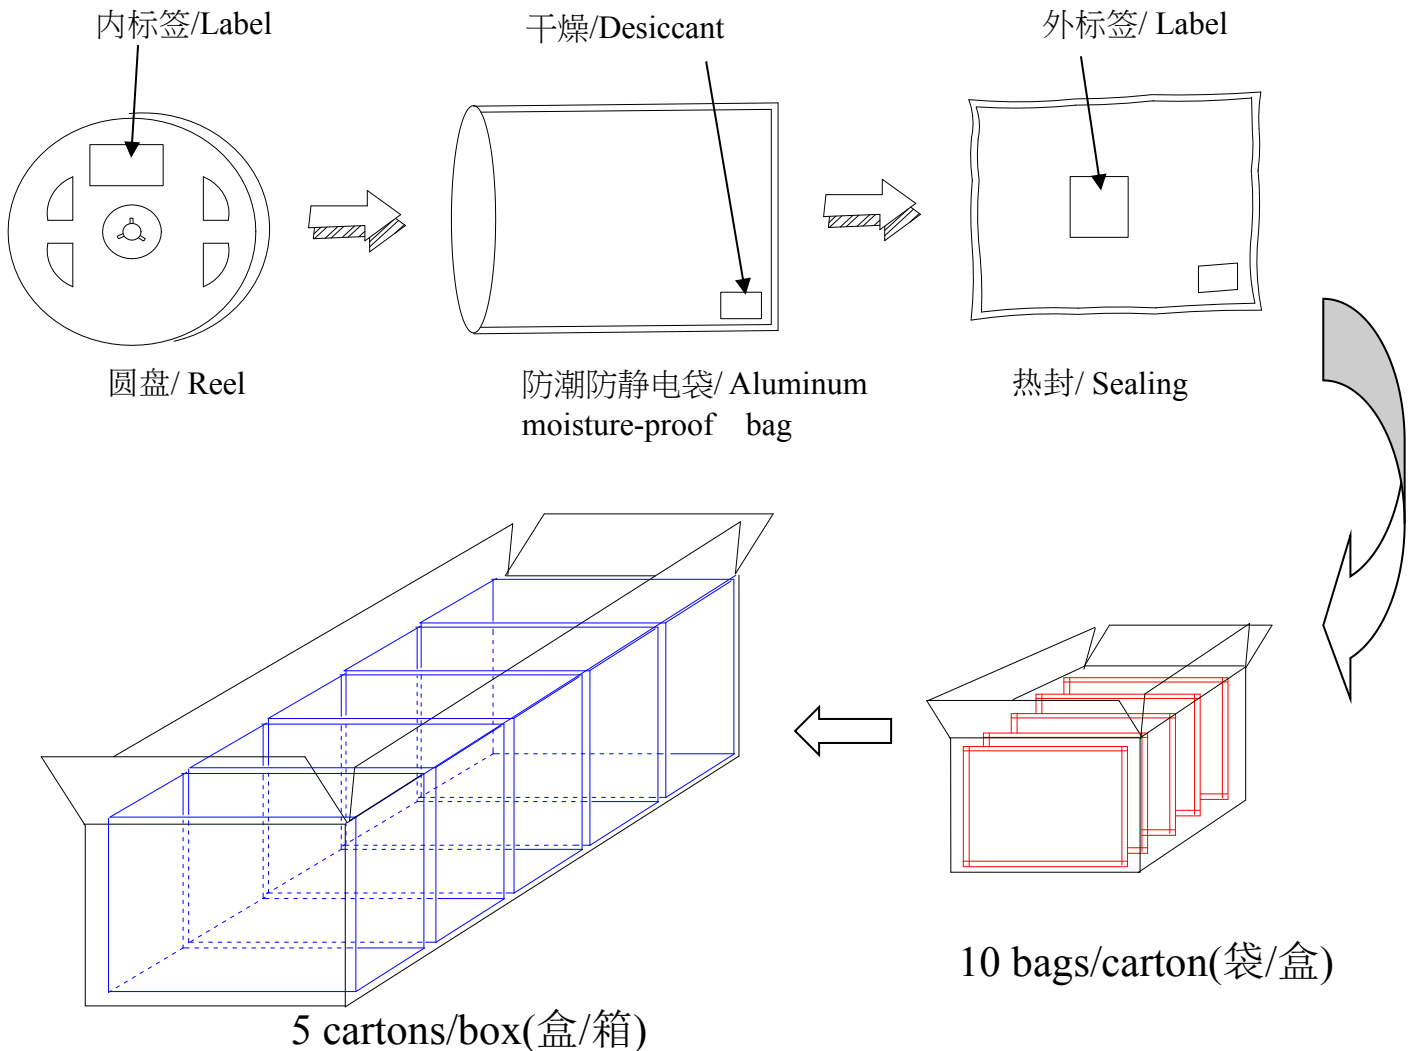 内标签/Label
干燥/Desiccant
外标签/ Label
圆盘/ Reel
防潮防静电袋/ Aluminum
moisture-proof bag
热封/ Sealing
10 bags/carton(袋/盒)
5 cartons/box(盒/箱)